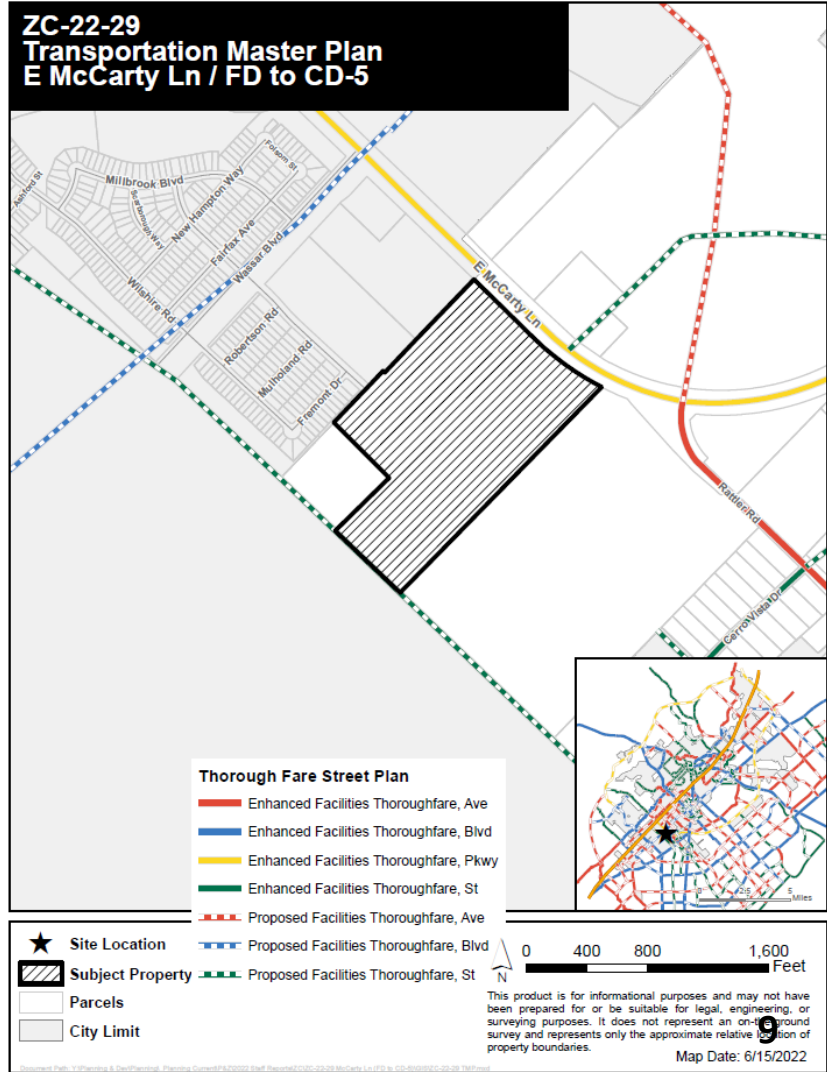 ZC-22-29
Transportation Master Plan
E McCarty Ln / FD to CD-5
Ashford St
Millbrook Blvd
Scarborough Way
New Hampton Way
Folsom St
Fairfax Ave
Wassar Blvd
Wilshire Rd
Robertson Rd
Mulholand Rd
Fremont Dr
E McCarty Ln
Rattler Rd
Cerro Vista Dr
Thorough Fare Street Plan
Enhanced Facilities Thoroughfare, Ave
Enhanced Facilities Thoroughfare, Blvd
Enhanced Facilities Thoroughfare, Pkwy
Enhanced Facilities Thoroughfare, St
Proposed Facilities Thoroughfare, Ave
Proposed Facilities Thoroughfare, Blvd
Proposed Facilities Thoroughfare, St
0 2.5 5
Miles
Site Location
Subject Property
Parcels
City Limit
N
0 400 800 1,600
Feet
This product is for informational purposes and may not have
been prepared for or be suitable for legal, engineering, or
surveying purposes. It does not represent an on-the-ground
survey and represents only the approximate relative location of
property boundaries.
9
Map Date: 6/15/2022